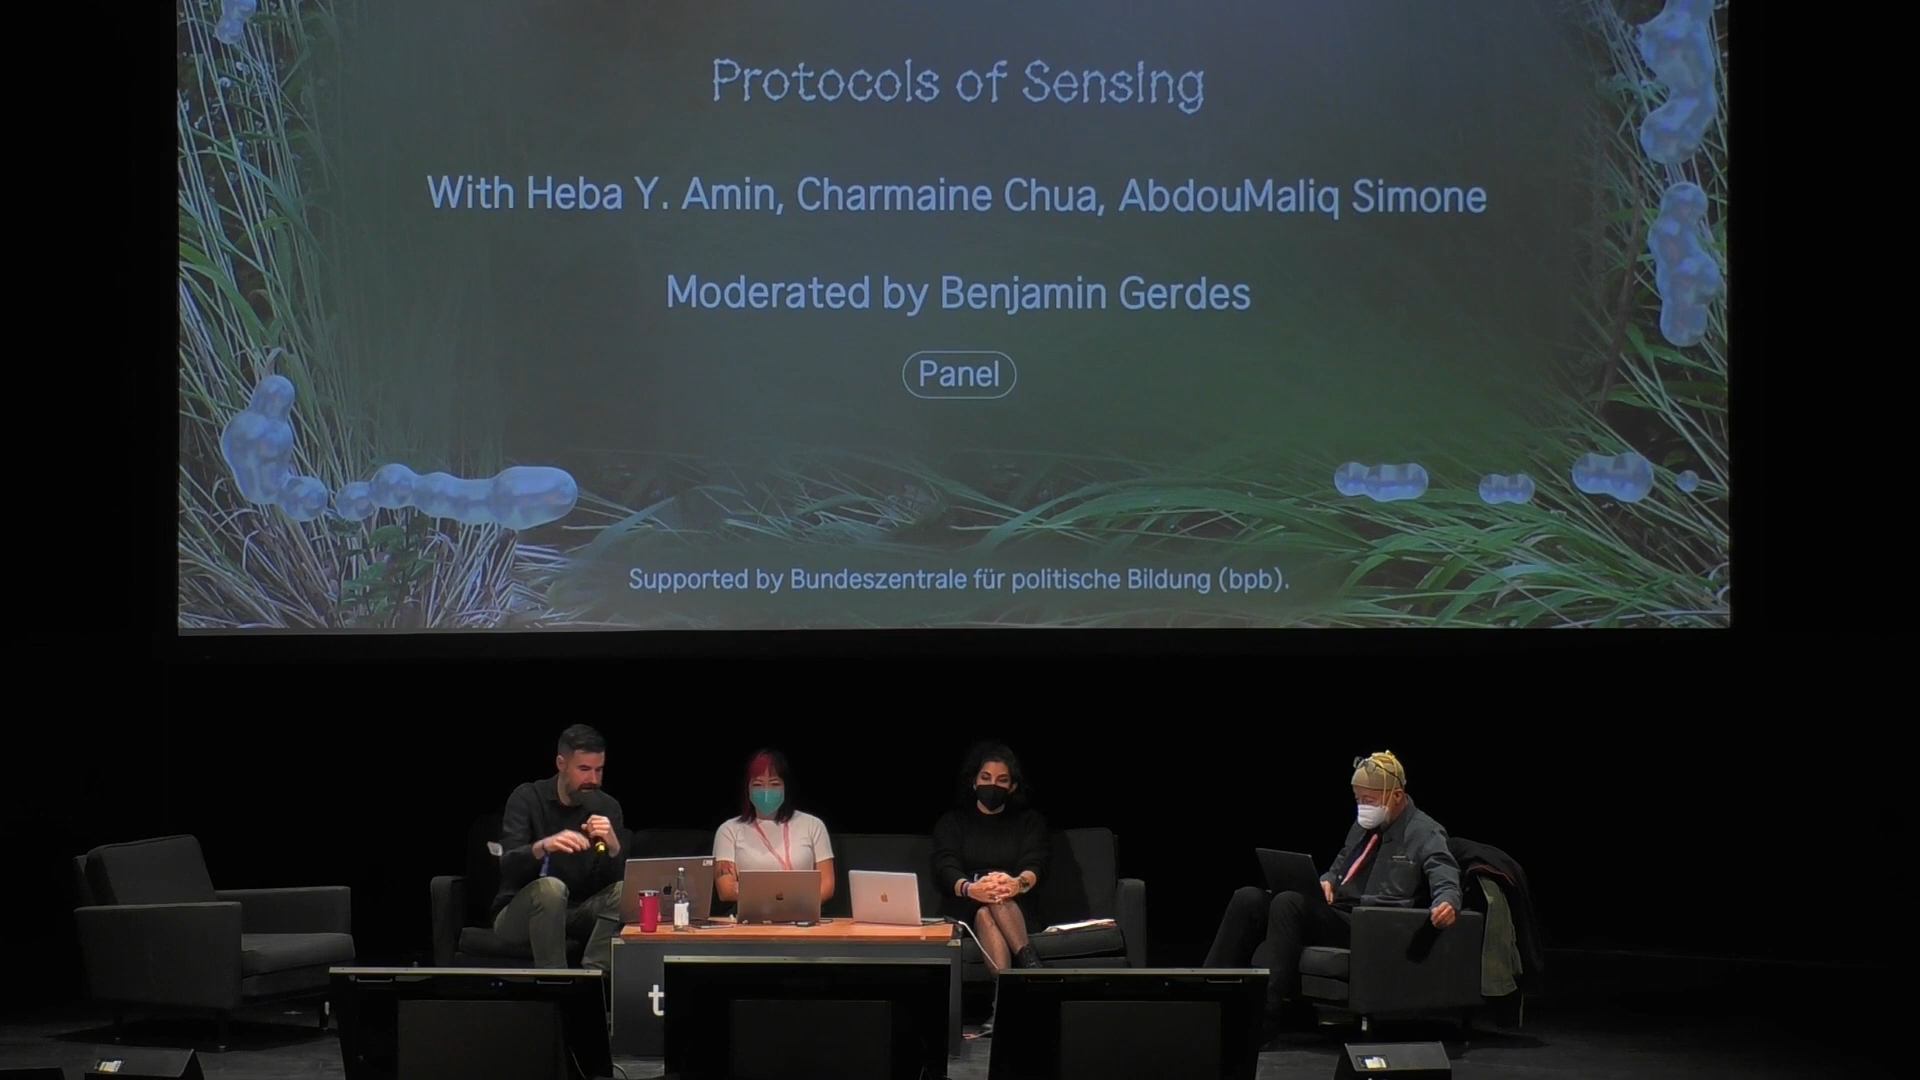 Protocols of SensIng
With Heba Y. Amin, Charmaine Chua, AbdouMaliq Simone
Moderated by Benjamin Gerdes
Panel
Supported by Bundeszentrale für politische Bildung (bpb).
t